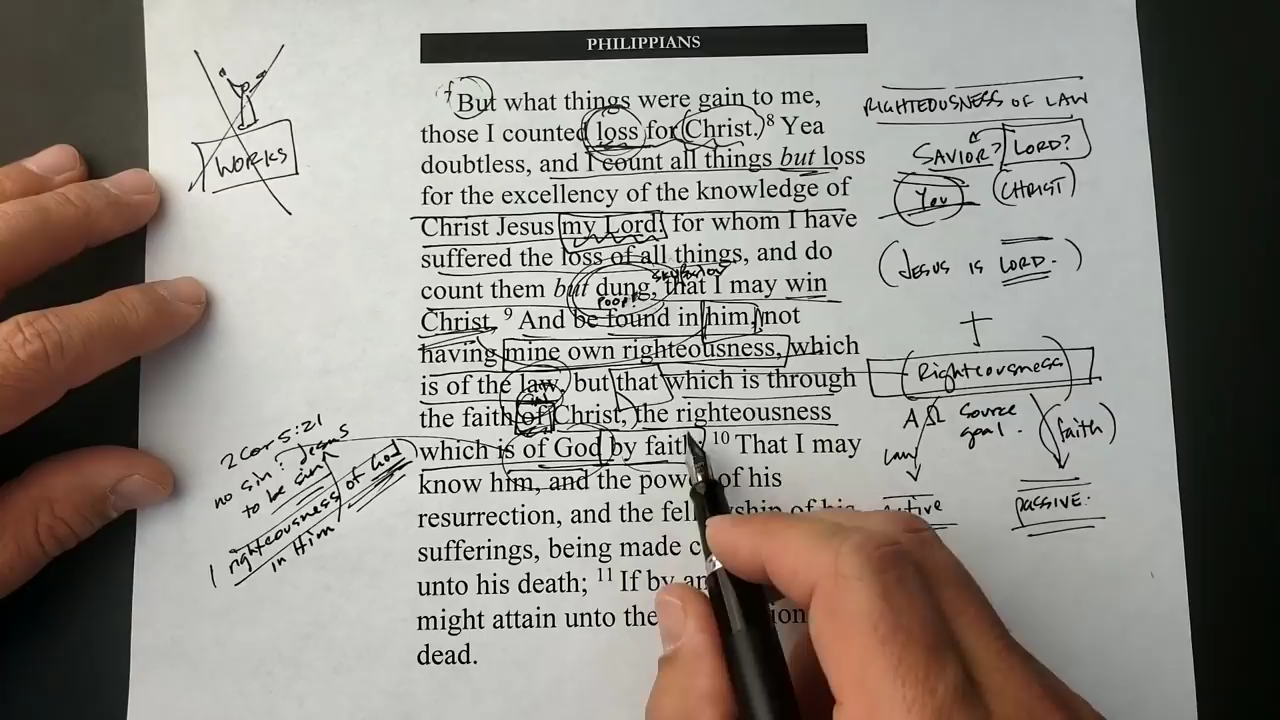 PHILIPPIANS
7 But what things were gain to me,
those I counted loss for Christ. 8 Yea
doubtless, and I count all things but loss
for the excellency of the knowledge of
Christ Jesus my Lord: for whom I have
suffered the loss of all things, and do
count them but dung, that I may win
poop!
Christ, 9 And be found in him, not
having mine own righteousness, which
is of the law, but that which is through
the faith of Christ, the righteousness
which is of God by faith: 10 That I may
know him, and the power of his
resurrection, and the fellowship of his
sufferings, being made c
unto his death; 11 If by an
might attain unto the
dead.
WORKS
2 Cor 5:21
no sin: Jesus
to be sin
righteousness of God
in Him
RIGHTEOUSNESS OF LAW
SAVIOR? LORD?
You (CHRIST)
(JESUS IS LORD.)
(Righteousness)
ΑΩ source
goal. (faith)
Law
Active PASSIVE: